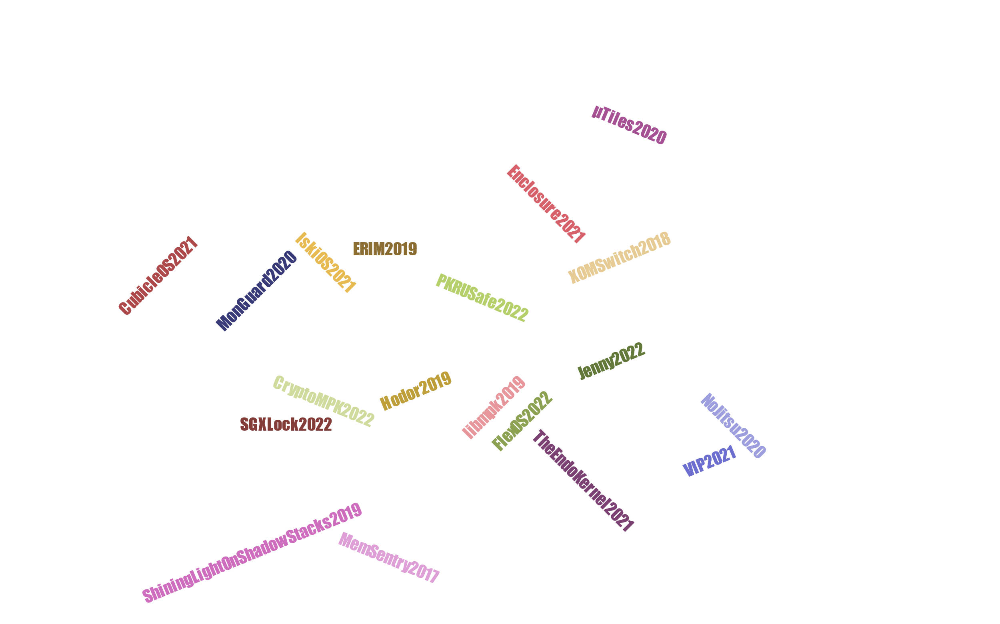 µTiles2020
Enclosure2021
CubicleOS2021
IsKiOS2021
ERIM2019
XOMSwitch2018
MonGuard2020
PKRUSafe2022
Jenny2022
CryptoMPK2022
Hodor2019
Libmpk2019
FlexOS2022
NoJitsu2020
SGXLock2022
TheEndoKernel2021
VIP2021
ShiningLightOnShadowStacks2019
MemSentry2017